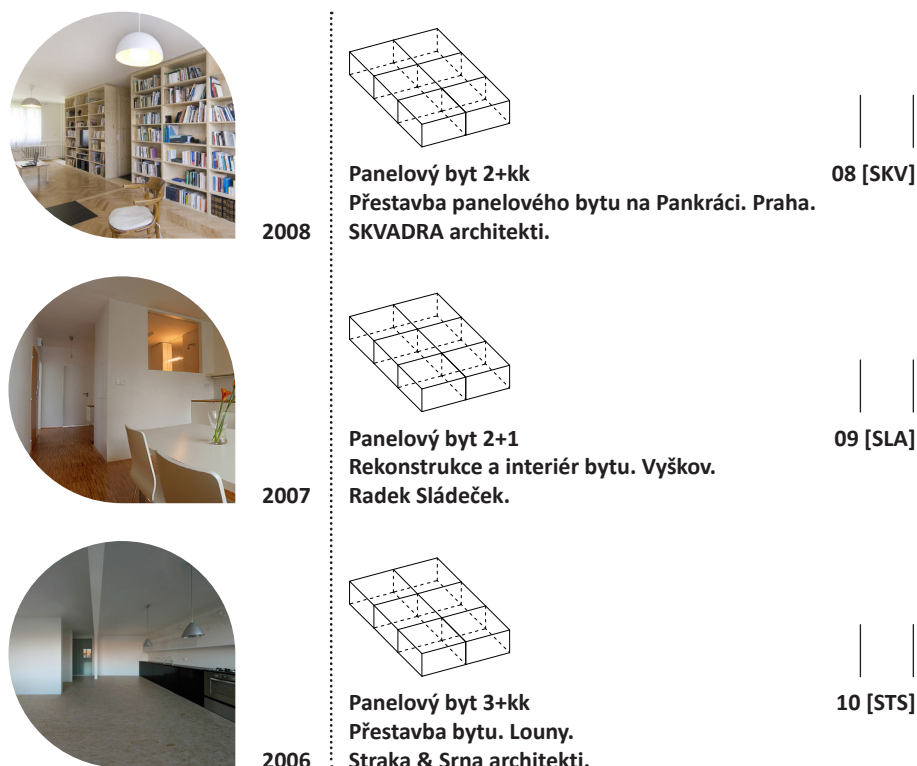 Panelový byt 2+kk 08 [SKV]
Přestavba panelového bytu na Pankráci. Praha.
2008 SKVADRA architekti.
Panelový byt 2+1 09 [SLA]
Rekonstrukce a interiér bytu. Vyškov.
2007 Radek Sládeček.
Panelový byt 3+kk 10 [STS]
Přestavba bytu. Louny.
2006 Straka & Srna architekti.